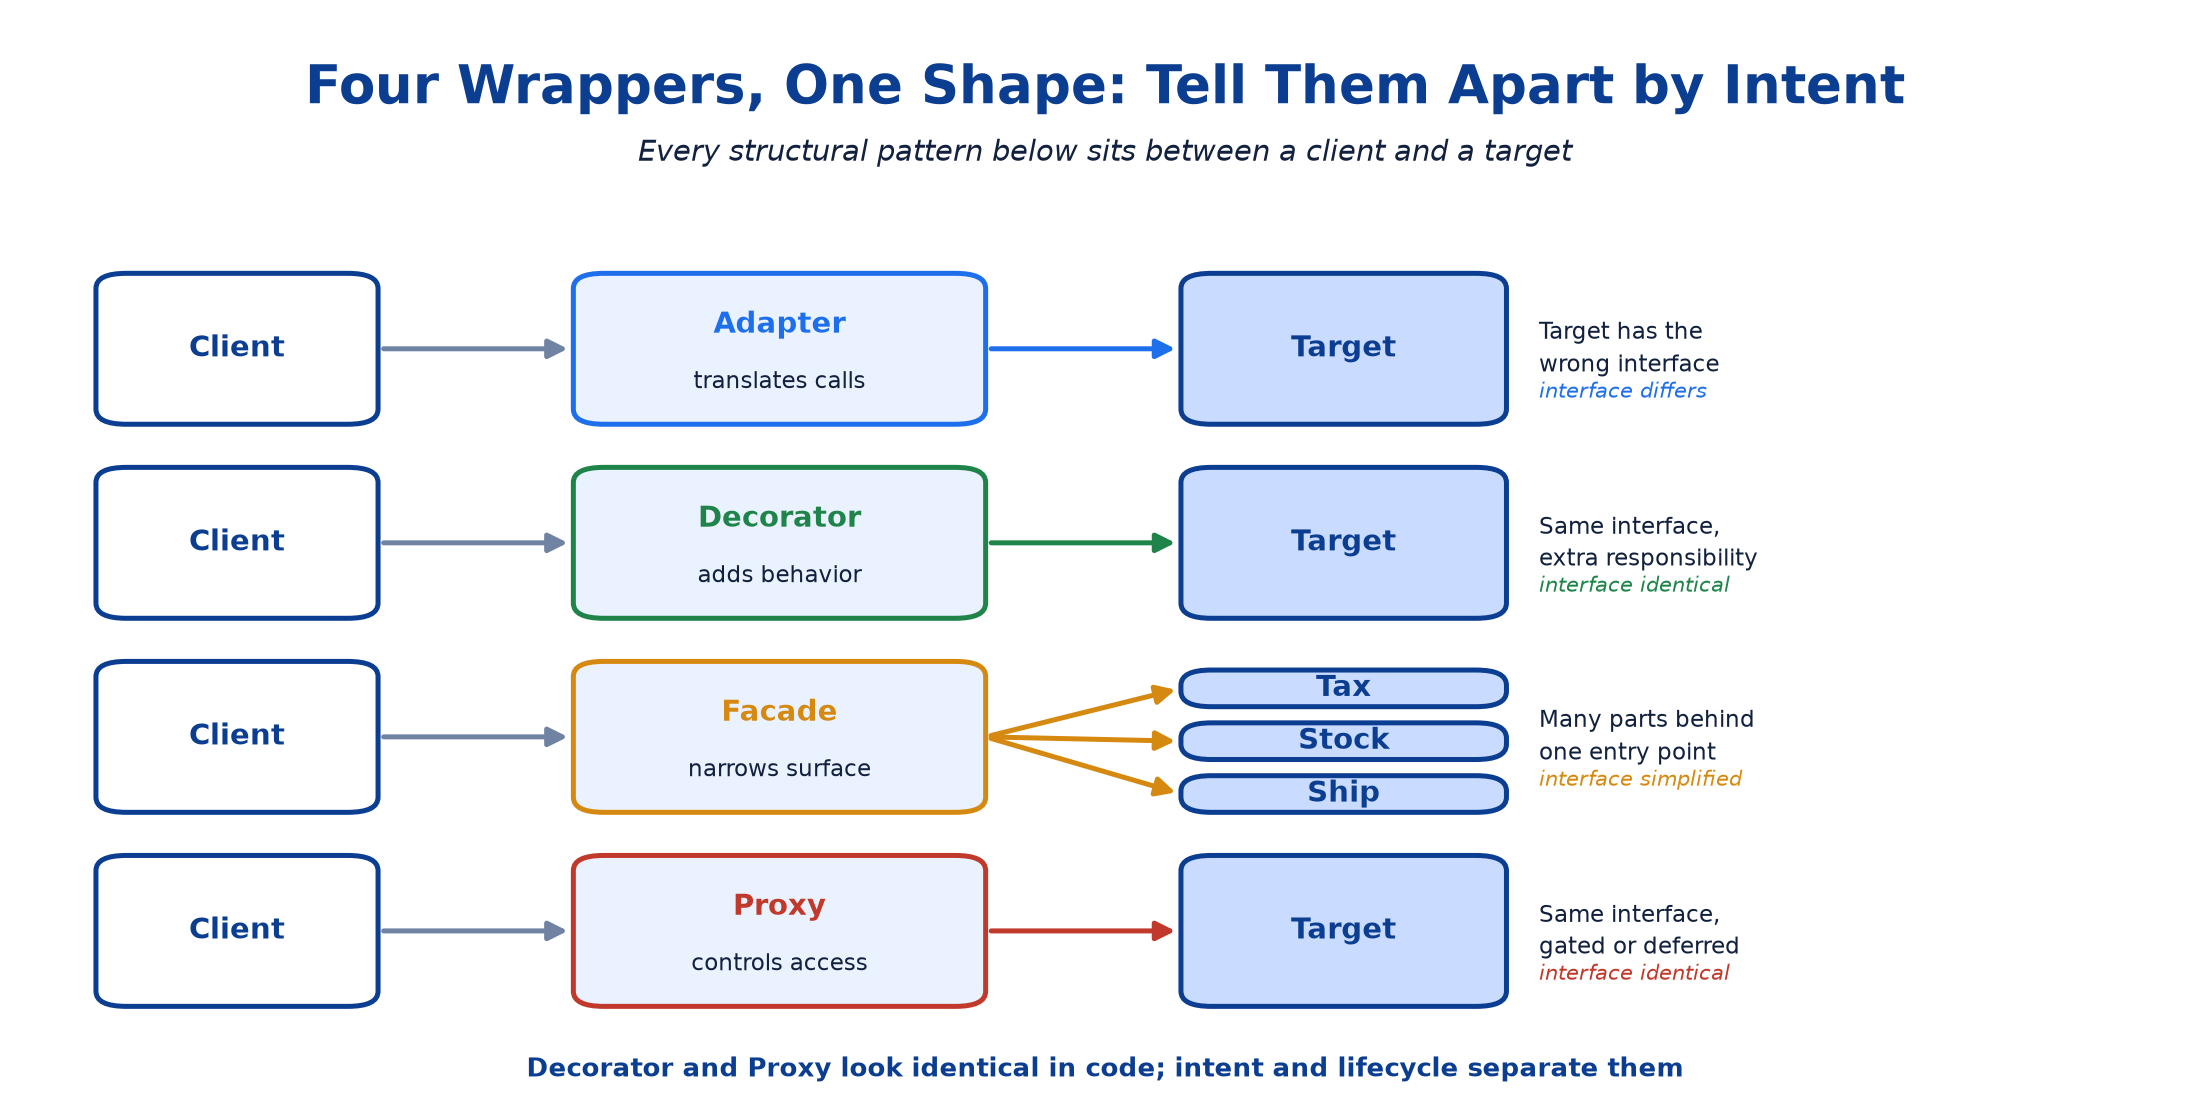 Four Wrappers, One Shape: Tell Them Apart by Intent
Every structural pattern below sits between a client and a target
Client
Adapter
translates calls
Target
Target has the
wrong interface
interface differs
Client
Decorator
adds behavior
Target
Same interface,
extra responsibility
interface identical
Client
Facade
narrows surface
Tax
Stock
Ship
Many parts behind
one entry point
interface simplified
Client
Proxy
controls access
Target
Same interface,
gated or deferred
interface identical
Decorator and Proxy look identical in code; intent and lifecycle separate them